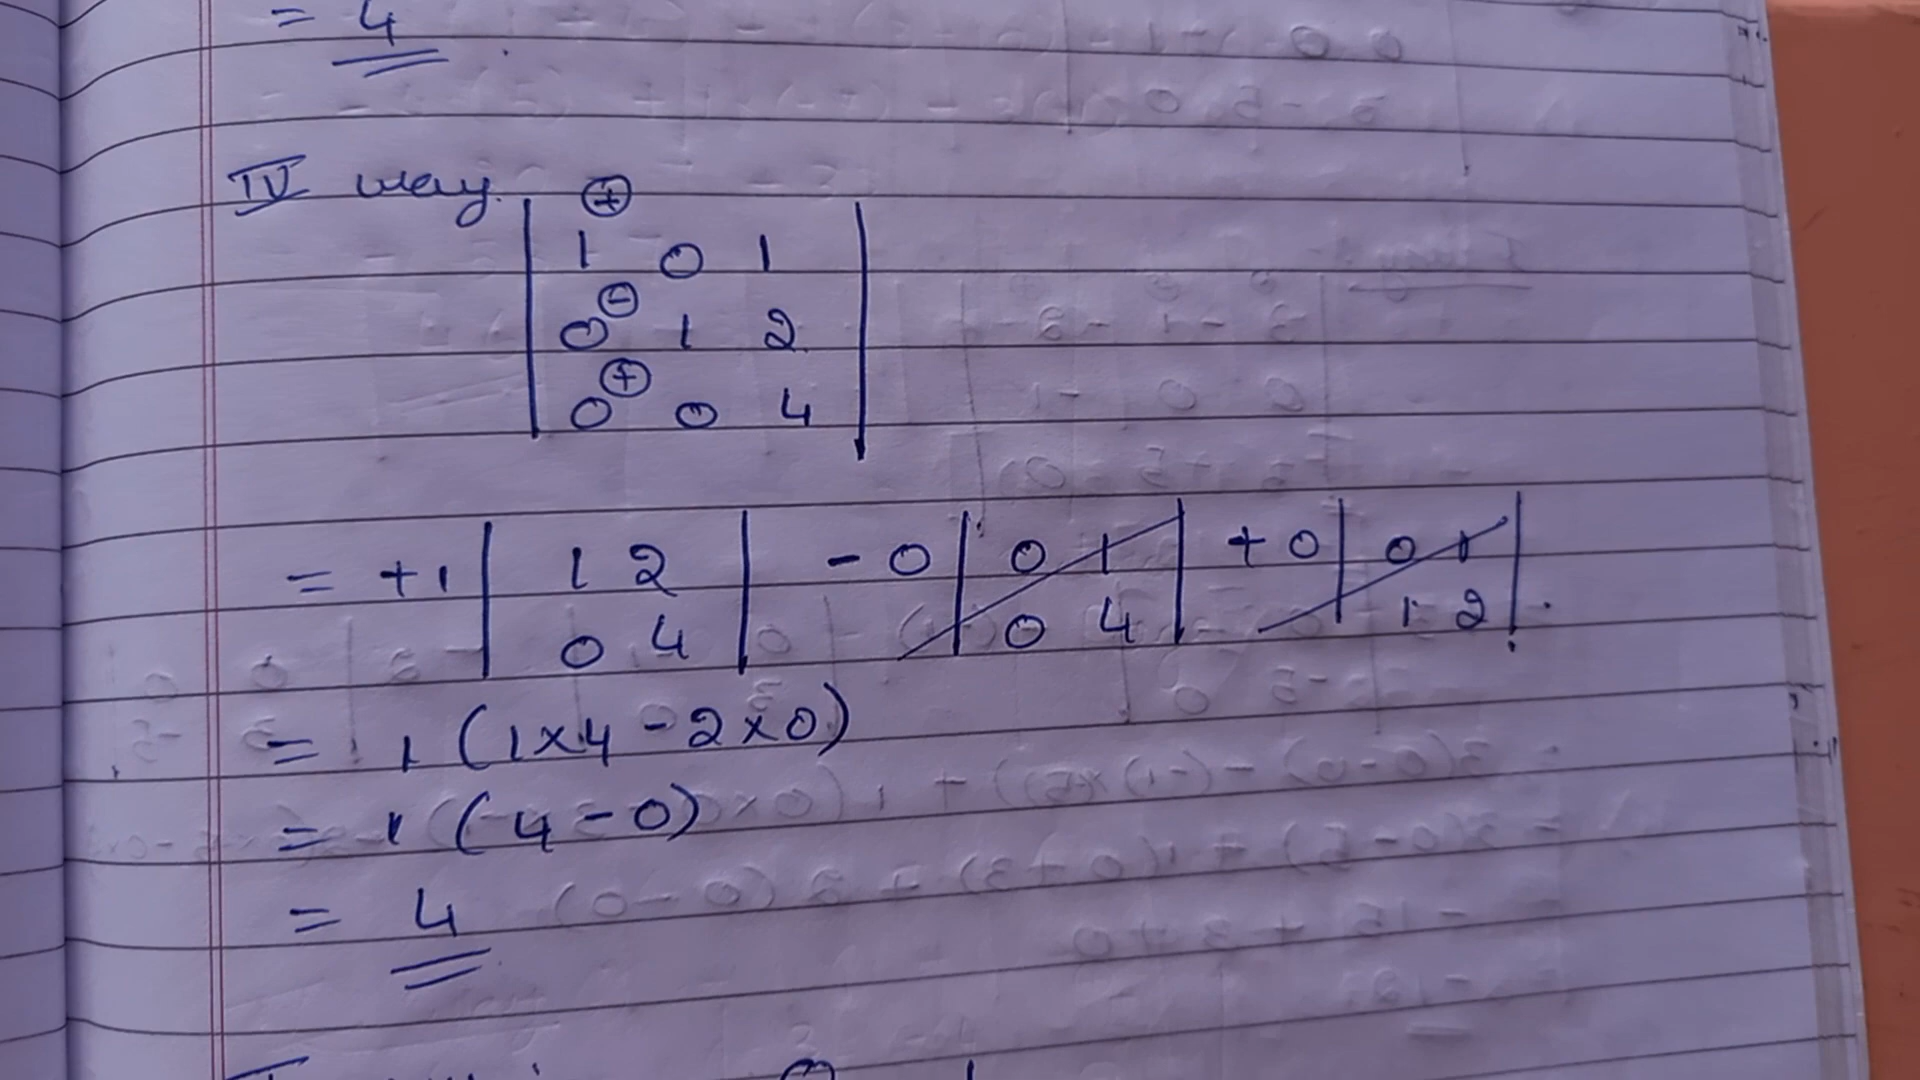 = 4
IV way.
⊕
1 0 1
⊖
0 1 2
⊕
0 0 4
= +1 | 1 2 | - 0 | 0 1 | + 0 | 0 1 | .
| 0 4 | | 0 4 | | 1 2 |
= 1 (1×4 - 2×0)
= 1 (4 - 0)
= 4